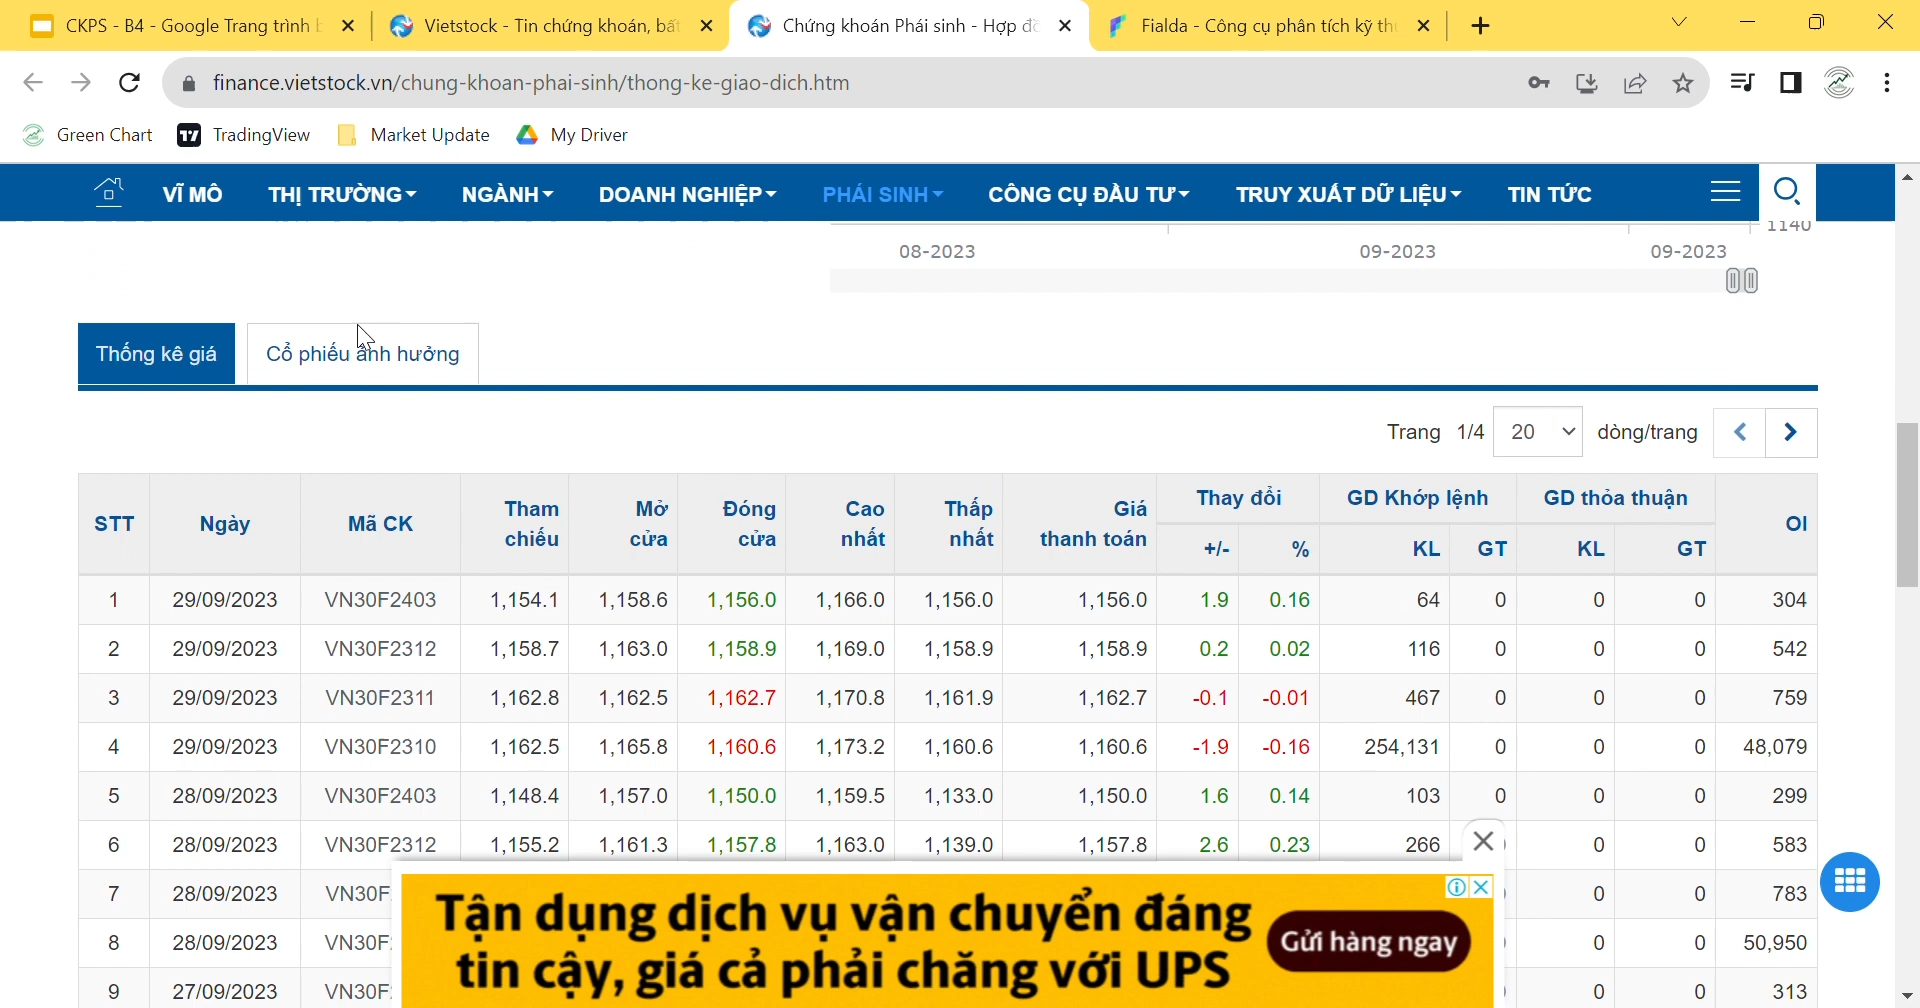 CKPS - B4 - Google Trang trình b
Vietstock - Tin chứng khoán, bất
Chứng khoán Phái sinh - Hợp đồ
Fialda - Công cụ phân tích kỹ thu
finance.vietstock.vn/chung-khoan-phai-sinh/thong-ke-giao-dich.htm
Green Chart TradingView Market Update My Driver
VĨ MÔ THỊ TRƯỜNG NGÀNH DOANH NGHIỆP PHÁI SINH CÔNG CỤ ĐẦU TƯ TRUY XUẤT DỮ LIỆU TIN TỨC
1140
08-2023 09-2023 09-2023
Thống kê giá Cổ phiếu ảnh hưởng
Trang 1/4 20 dòng/trang
STT Ngày Mã CK Tham chiếu Mở cửa Đóng cửa Cao nhất Thấp nhất Giá thanh toán Thay đổi GD Khớp lệnh GD thỏa thuận OI
+/- % KL GT KL GT
1 29/09/2023 VN30F2403 1,154.1 1,158.6 1,156.0 1,166.0 1,156.0 1,156.0 1.9 0.16 64 0 0 0 304
2 29/09/2023 VN30F2312 1,158.7 1,163.0 1,158.9 1,169.0 1,158.9 1,158.9 0.2 0.02 116 0 0 0 542
3 29/09/2023 VN30F2311 1,162.8 1,162.5 1,162.7 1,170.8 1,161.9 1,162.7 -0.1 -0.01 467 0 0 0 759
4 29/09/2023 VN30F2310 1,162.5 1,165.8 1,160.6 1,173.2 1,160.6 1,160.6 -1.9 -0.16 254,131 0 0 0 48,079
5 28/09/2023 VN30F2403 1,148.4 1,157.0 1,150.0 1,159.5 1,133.0 1,150.0 1.6 0.14 103 0 0 0 299
6 28/09/2023 VN30F2312 1,155.2 1,161.3 1,157.8 1,163.0 1,139.0 1,157.8 2.6 0.23 266 0 0 583
7 28/09/2023 VN30F 0 0 783
8 28/09/2023 VN30F 0 0 50,950
9 27/09/2023 VN30F 0 0 313
Tận dụng dịch vụ vận chuyển đáng
tin cậy, giá cả phải chăng với UPS
Gửi hàng ngay